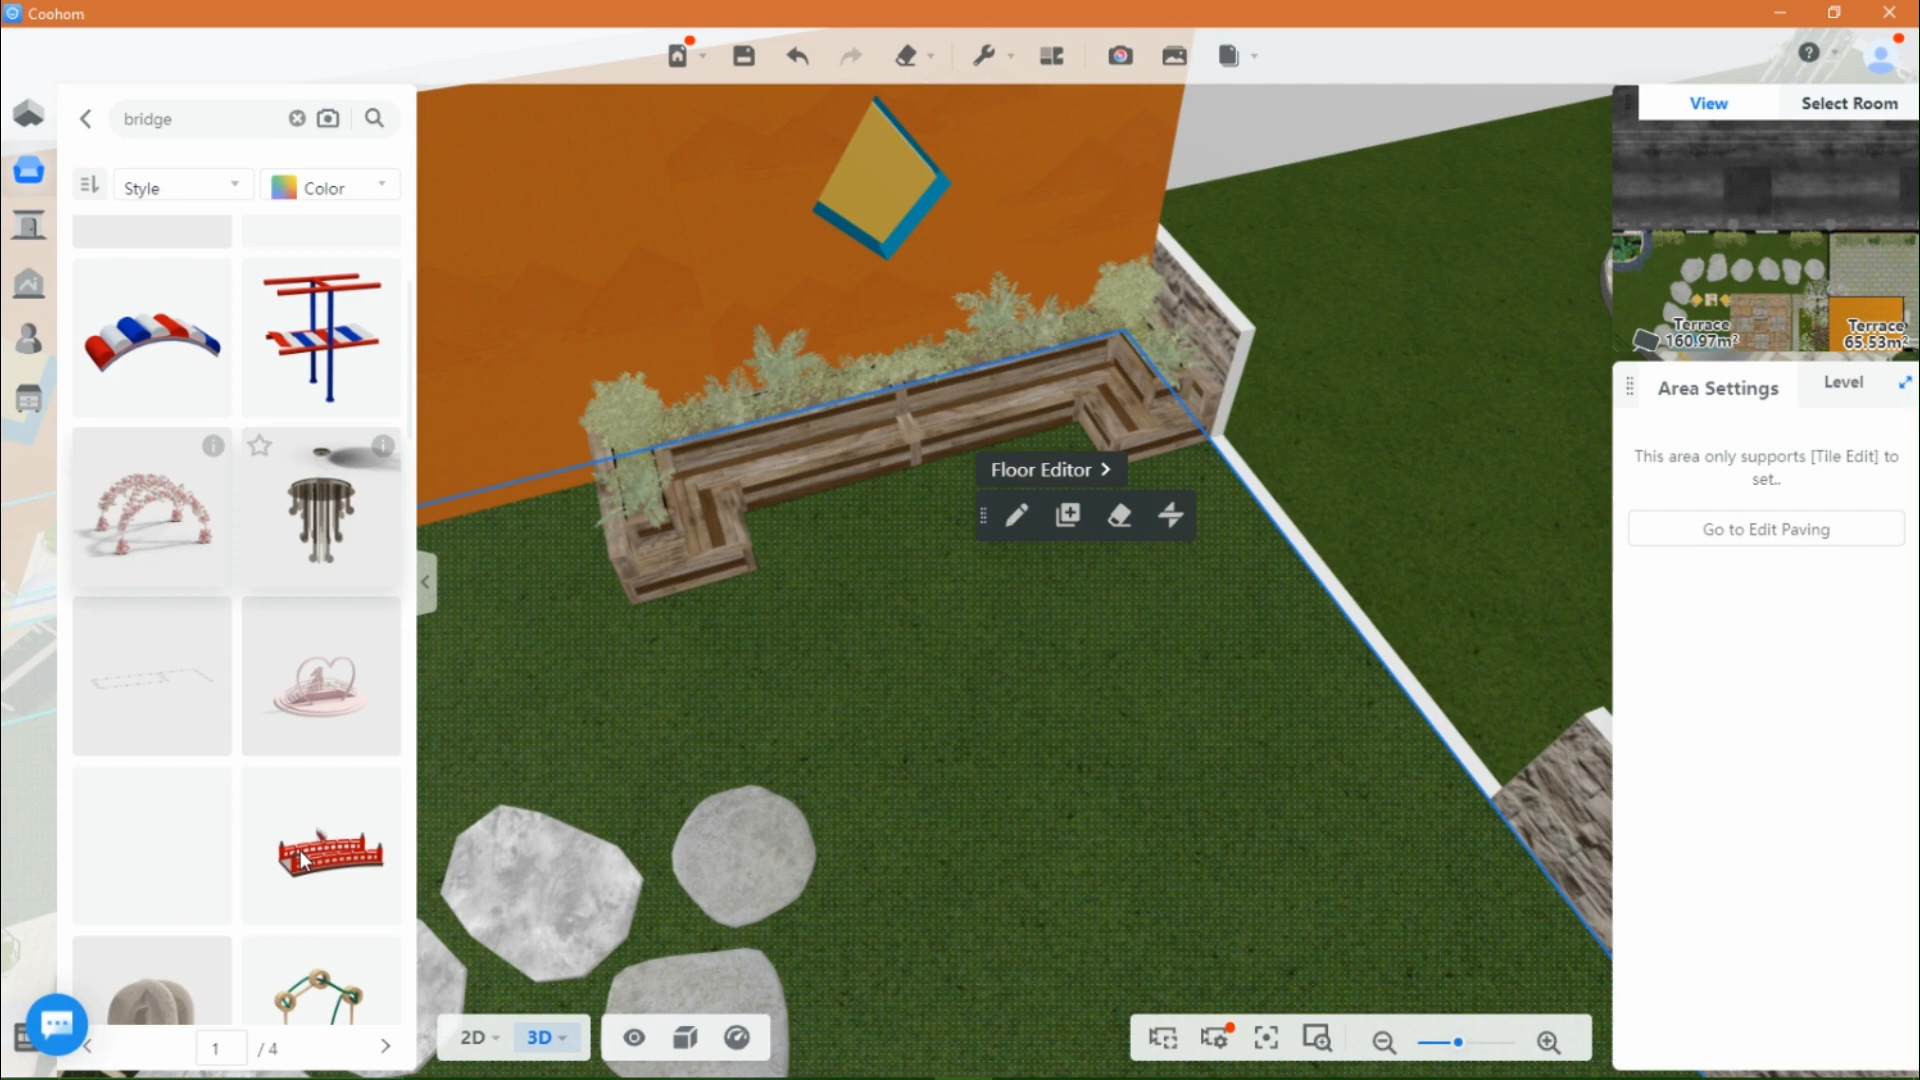 Coohom
bridge
Style
Color
View
Select Room
Terrace
160.97m²
Terrace
65.53m²
Area Settings
Level
This area only supports [Tile Edit] to
set..
Go to Edit Paving
Floor Editor
1
/ 4
2D
3D